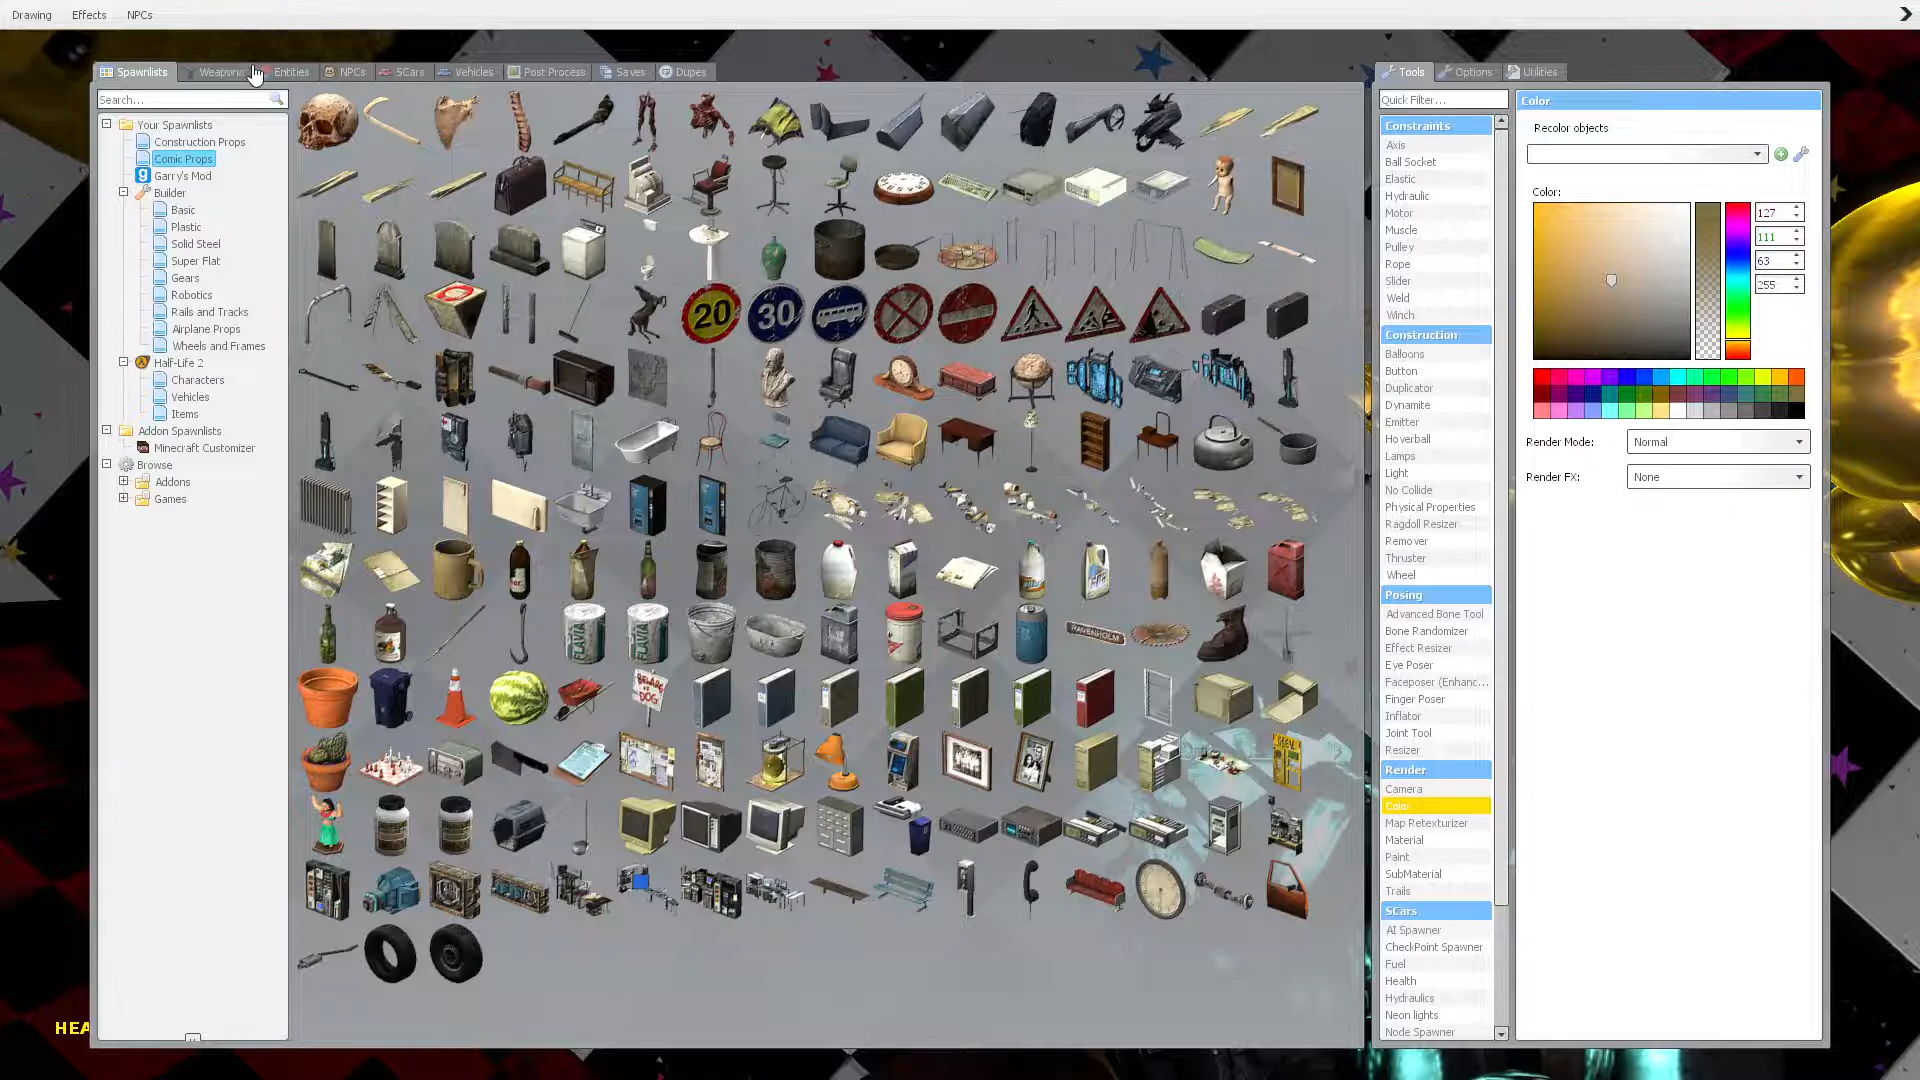 Drawing Effects NPCs
Spawnlists Weapons Entities NPCs SCars Vehicles Post Process Saves Dupes
Search...
Your Spawnlists
Construction Props
Comic Props
Garry's Mod
Builder
Basic
Plastic
Solid Steel
Super Flat
Gears
Robotics
Rails and Tracks
Airplane Props
Wheels and Frames
Half-Life 2
Characters
Vehicles
Items
Addon Spawnlists
Minecraft Customizer
Browse
Addons
Games
20
30
RAVENHOLM
BEWARE
OF
DOG
HEA
Tools Options Utilities
Quick Filter...
Constraints
Axis
Ball Socket
Elastic
Hydraulic
Motor
Muscle
Pulley
Rope
Slider
Weld
Winch
Construction
Balloons
Button
Duplicator
Dynamite
Emitter
Hoverball
Lamps
Light
No Collide
Physical Properties
Ragdoll Resizer
Remover
Thruster
Wheel
Posing
Advanced Bone Tool
Bone Randomizer
Effect Resizer
Eye Poser
Faceposer (Enhanc...
Finger Poser
Inflator
Joint Tool
Resizer
Render
Camera
Color
Map Retexturizer
Material
Paint
SubMaterial
Trails
SCars
AI Spawner
CheckPoint Spawner
Fuel
Health
Hydraulics
Neon lights
Node Spawner
Color
Recolor objects
Color:
127
111
63
255
Render Mode: Normal
Render FX: None